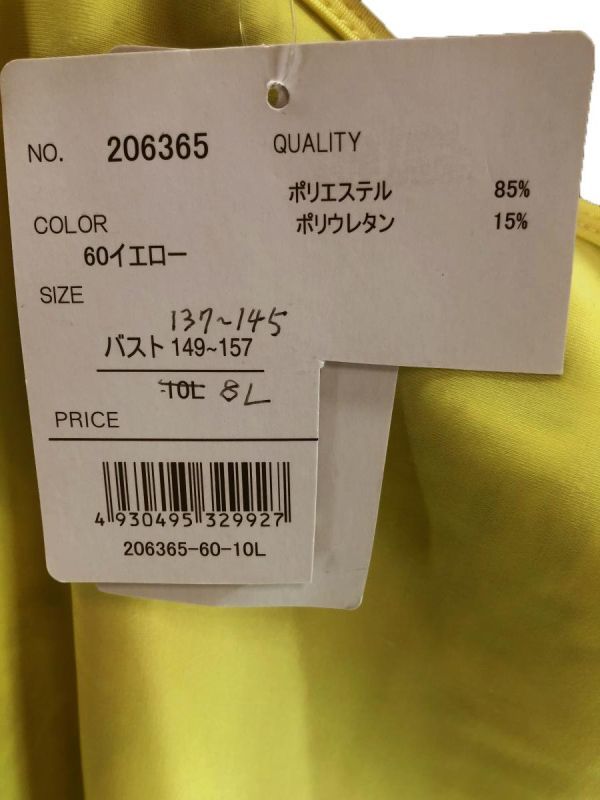 NO. 206365
QUALITY
ポリエステル 85%
ポリウレタン 15%
COLOR
60イエロー
SIZE
137~145
バスト 149~157
10L 8L
PRICE
4 930495 329927
206365-60-10L